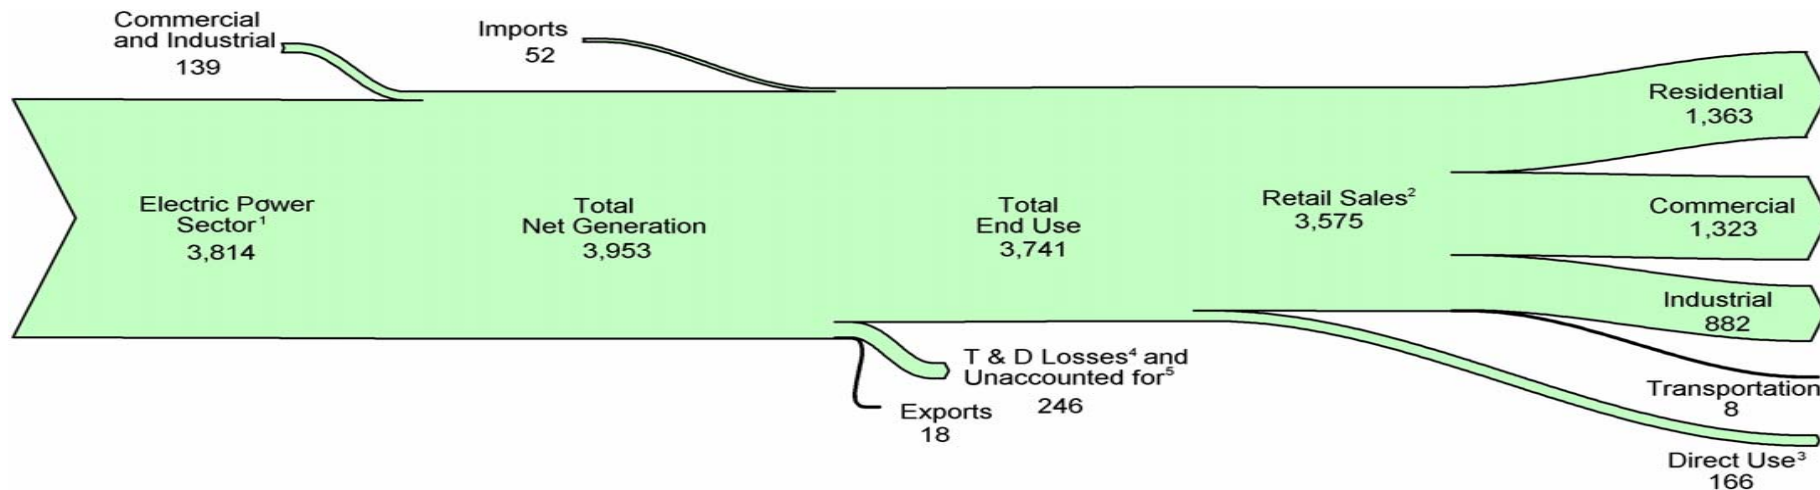 Commercial
and Industrial
139
Imports
52
Electric Power
Sector¹
3,814
Total
Net Generation
3,953
Total
End Use
3,741
Retail Sales²
3,575
Residential
1,363
Commercial
1,323
Industrial
882
T & D Losses⁴ and
Unaccounted for⁵
246
Exports
18
Transportation
8
Direct Use³
166